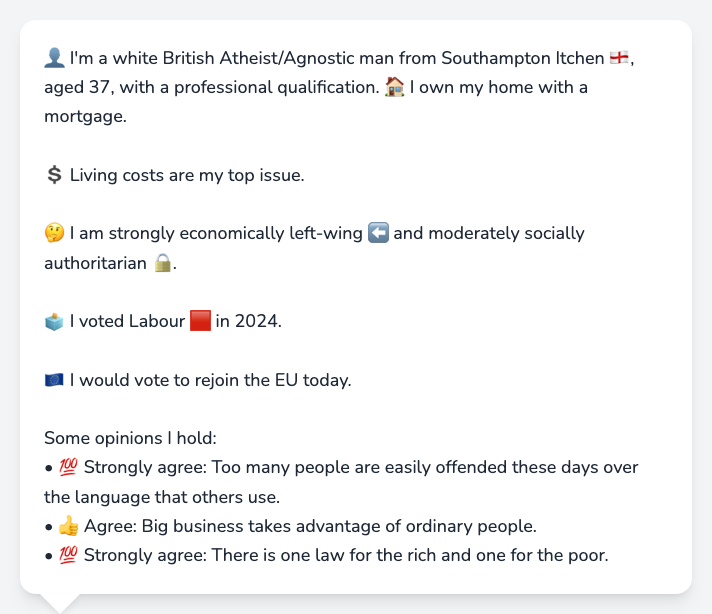 👤 I'm a white British Atheist/Agnostic man from Southampton Itchen 🏴󠁧󠁢󠁥󠁮󠁧󠁿,
aged 37, with a professional qualification. 🏠 I own my home with a
mortgage.
💲 Living costs are my top issue.
🤔 I am strongly economically left-wing ⬅️ and moderately socially
authoritarian 🔒.
🗳️ I voted Labour 🟥 in 2024.
🇪🇺 I would vote to rejoin the EU today.
Some opinions I hold:
• 💯 Strongly agree: Too many people are easily offended these days over
the language that others use.
• 👍 Agree: Big business takes advantage of ordinary people.
• 💯 Strongly agree: There is one law for the rich and one for the poor.